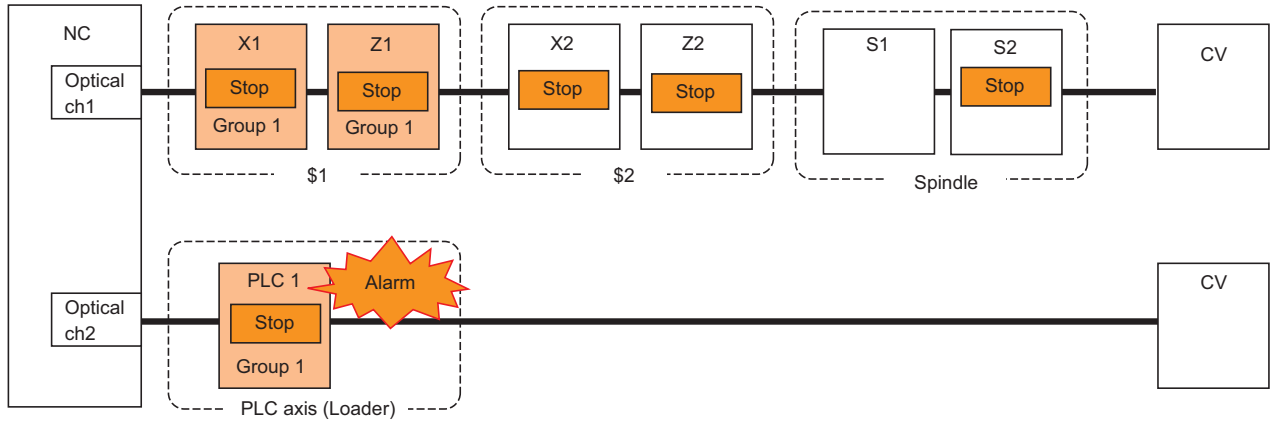 NC
Optical
ch1
X1
Stop
Group 1
Z1
Stop
Group 1
$1
X2
Stop
Z2
Stop
$2
S1
S2
Stop
Spindle
CV
Optical
ch2
PLC 1
Stop
Group 1
Alarm
PLC axis (Loader)
CV